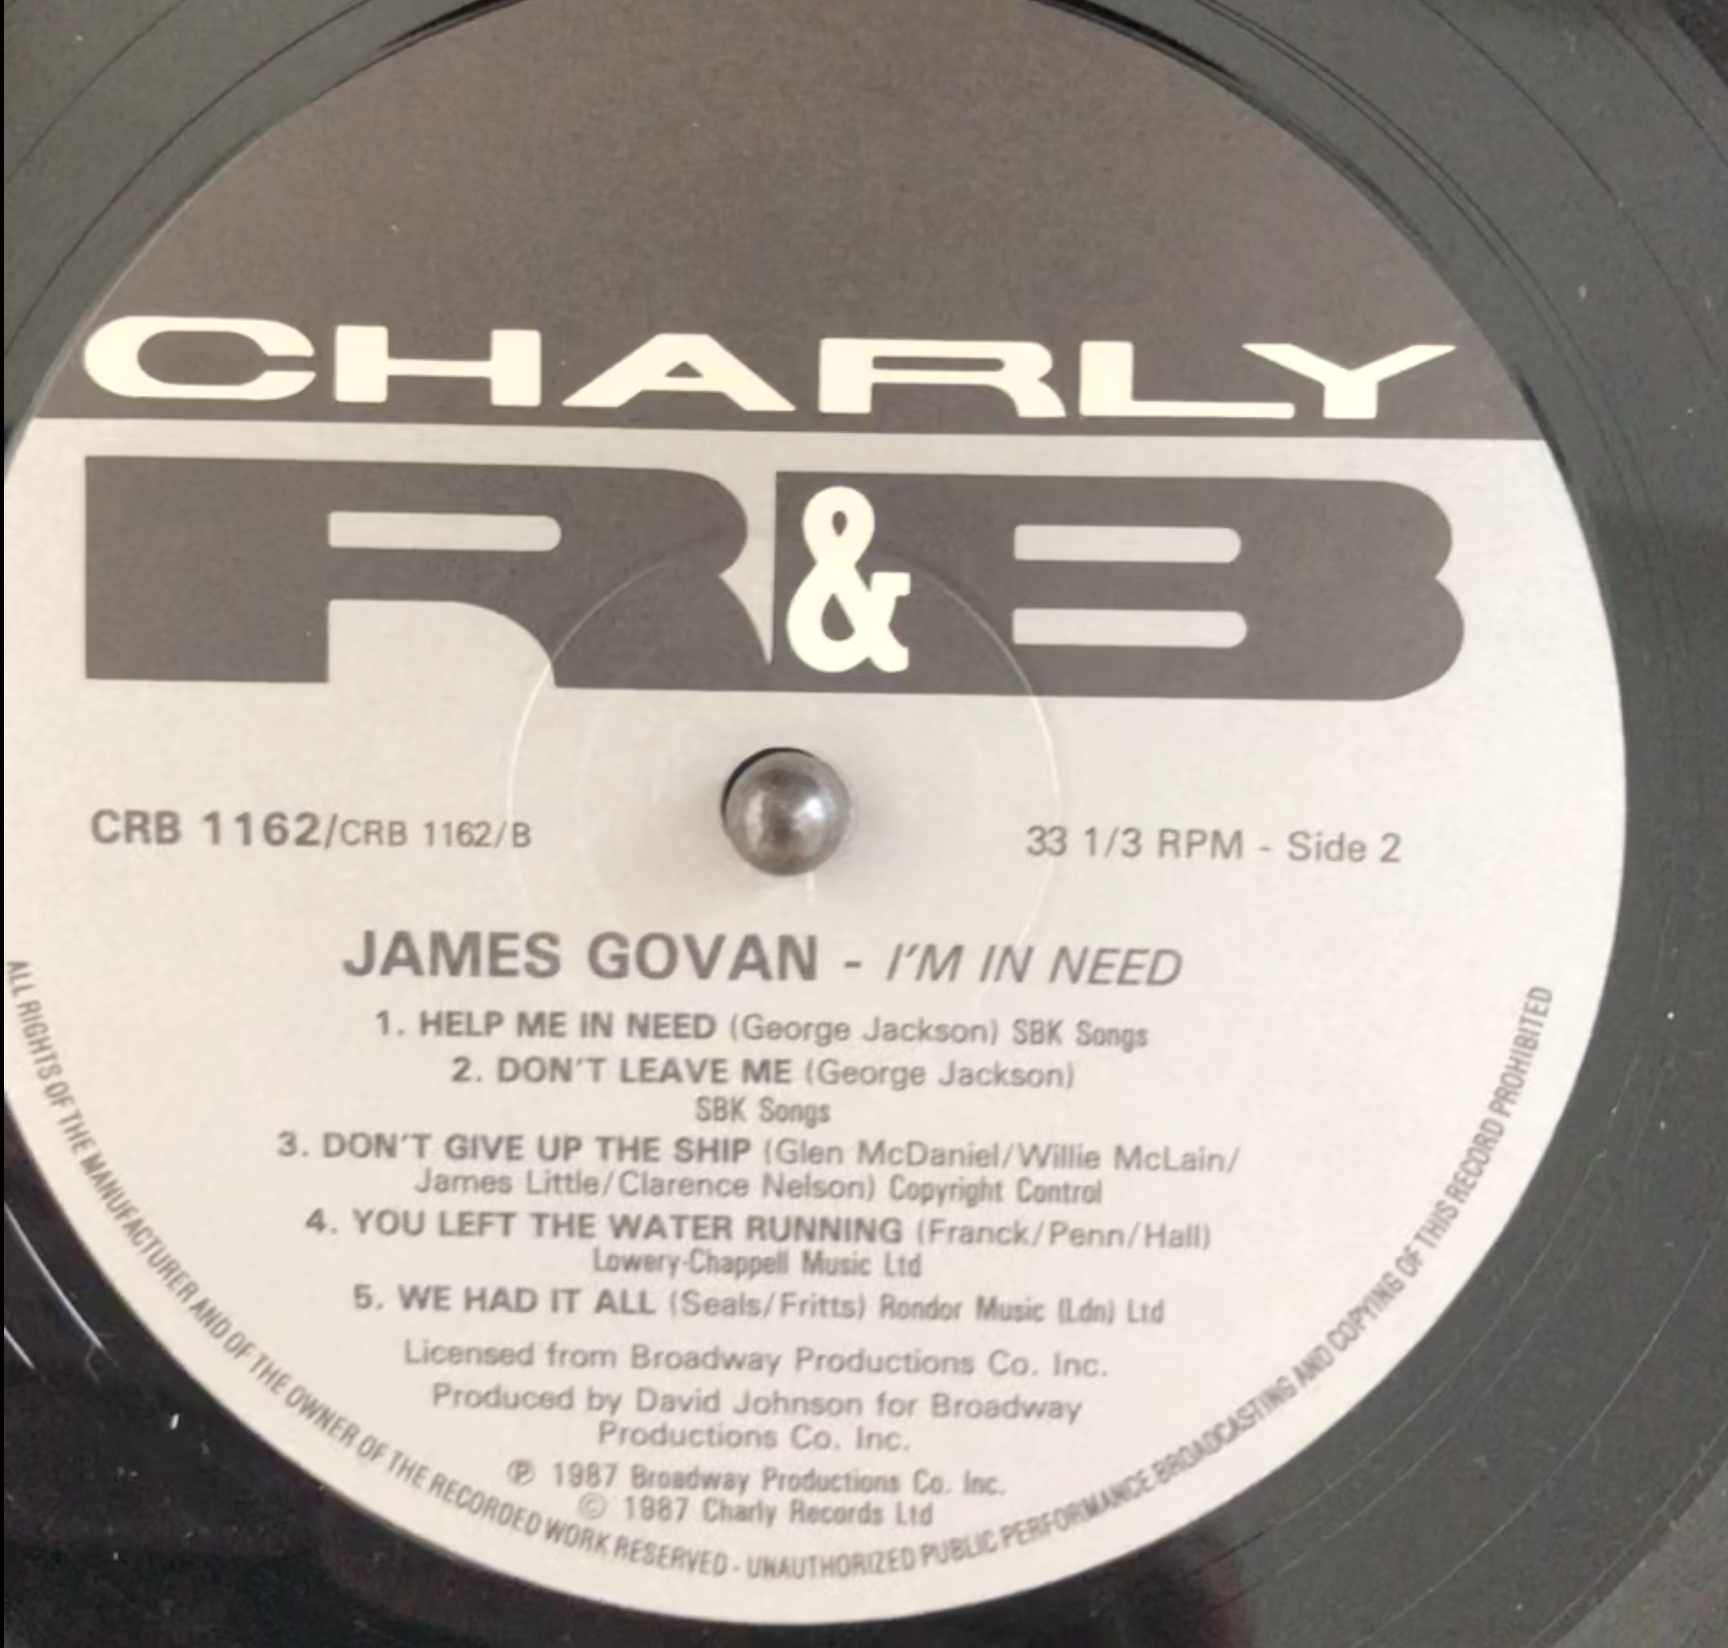 CHARLY
R&B
CRB 1162/CRB 1162/B
33 1/3 RPM - Side 2
JAMES GOVAN - I'M IN NEED
1. HELP ME IN NEED (George Jackson) SBK Songs
2. DON'T LEAVE ME (George Jackson)
SBK Songs
3. DON'T GIVE UP THE SHIP (Glen McDaniel/Willie McLain/
James Little/Clarence Nelson) Copyright Control
4. YOU LEFT THE WATER RUNNING (Franck/Penn/Hall)
Lowery-Chappell Music Ltd
5. WE HAD IT ALL (Seals/Fritts) Rondor Music (Ldn) Ltd
Licensed from Broadway Productions Co. Inc.
Produced by David Johnson for Broadway
Productions Co. Inc.
℗ 1987 Broadway Productions Co. Inc.
© 1987 Charly Records Ltd
ALL RIGHTS OF THE MANUFACTURER AND OF THE OWNER OF THE RECORDED WORK RESERVED - UNAUTHORIZED PUBLIC PERFORMANCE BROADCASTING AND COPYING OF THIS RECORD PROHIBITED